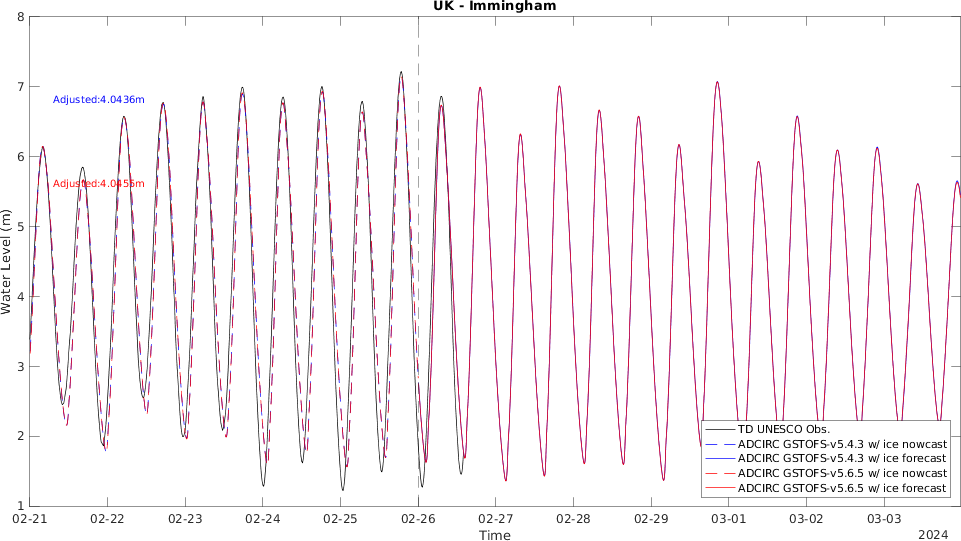 UK - Immingham
8
7
6
5
4
3
2
1
Water Level (m)
Adjusted:4.0436m
Adjusted:4.0455m
TD UNESCO Obs.
ADCIRC GSTOFS-v5.4.3 w/ ice nowcast
ADCIRC GSTOFS-v5.4.3 w/ ice forecast
ADCIRC GSTOFS-v5.6.5 w/ ice nowcast
ADCIRC GSTOFS-v5.6.5 w/ ice forecast
02-21 02-22 02-23 02-24 02-25 02-26 02-27 02-28 02-29 03-01 03-02 03-03
Time
2024